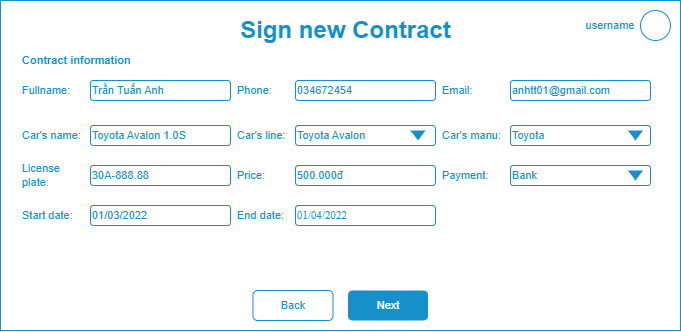 Sign new Contract
username
Contract information
Fullname: Trần Tuấn Anh Phone: 034672454 Email: anhtt01@gmail.com
Car's name: Toyota Avalon 1.0S Car's line: Toyota Avalon Car's manu: Toyota
License
plate: 30A-888.88 Price: 500.000đ Payment: Bank
Start date: 01/03/2022 End date: 01/04/2022
Back Next